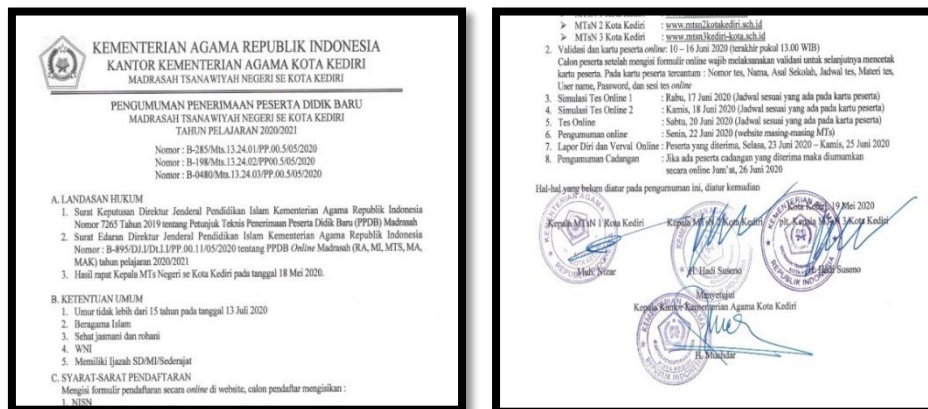 KEMENTERIAN AGAMA REPUBLIK INDONESIA
KANTOR KEMENTERIAN AGAMA KOTA KEDIRI
MADRASAH TSANAWIYAH NEGERI SE KOTA KEDIRI
PENGUMUMAN PENERIMAAN PESERTA DIDIK BARU
MADRASAH TSANAWIYAH NEGERI SE KOTA KEDIRI
TAHUN PELAJARAN 2020/2021
Nomor : B-285/Mts.13.24.01/PP.00.5/05/2020
Nomor : B-198/Mts.13.24.02/PP00.5/05/2020
Nomor : B-0480/Mts.13.24.03/PP.00.5/05/2020
A. LANDASAN HUKUM
1. Surat Keputusan Direktur Jenderal Pendidikan Islam Kementerian Agama Republik Indonesia
Nomor 7265 Tahun 2019 tentang Petunjuk Teknis Penerimaan Peserta Didik Baru (PPDB) Madrasah
2. Surat Edaran Direktur Jenderal Pendidikan Islam Kementerian Agama Republik Indonesia
Nomor : B-895/DJ.I/Dt.I.I/PP.00.11/05/2020 tentang PPDB Online Madrasah (RA, MI, MTS, MA,
MAK) tahun pelajaran 2020/2021
3. Hasil rapat Kepala MTs Negeri se Kota Kediri pada tanggal 18 Mei 2020.
B. KETENTUAN UMUM
1. Umur tidak lebih dari 15 tahun pada tanggal 13 Juli 2020
2. Beragama Islam
3. Sehat jasmani dan rohani
4. WNI
5. Memiliki Ijazah SD/MI/Sederajat
C. SYARAT-SARAT PENDAFTARAN
Mengisi formulir pendaftaran secara online di website, calon pendaftar mengisikan :
1. NISN
➢ MTsN 2 Kota Kediri : www.mtsn2kotakediri.sch.id
➢ MTsN 3 Kota Kediri : www.mtsn3kediri-kota.sch.id
2. Validasi dan kartu peserta online: 10 – 16 Juni 2020 (terakhir pukul 13.00 WIB)
Calon peserta setelah mengisi formulir online wajib melaksanakan validasi untuk selanjutnya mencetak
kartu peserta. Pada kartu peserta tercantum : Nomor tes, Nama, Asal Sekolah, Jadwal tes, Materi tes,
User name, Password, dan sesi tes online
3. Simulasi Tes Online 1 : Rabu, 17 Juni 2020 (Jadwal sesuai yang ada pada kartu peserta)
4. Simulasi Tes Online 2 : Kamis, 18 Juni 2020 (Jadwal sesuai yang ada pada kartu peserta)
5. Tes Online : Sabtu, 20 Juni 2020 (Jadwal sesuai yang ada pada kartu peserta)
6. Pengumuman online : Senin, 22 Juni 2020 (website masing-masing MTs)
7. Lapor Diri dan Verval Online : Peserta yang diterima, Selasa, 23 Juni 2020 – Kamis, 25 Juni 2020
8. Pengumuman Cadangan : Jika ada peserta cadangan yang diterima maka diumumkan
secara online Jum'at, 26 Juni 2020
Hal-hal yang belum diatur pada pengumuman ini, diatur kemudian
Kota Kediri, 19 Mei 2020
Kepala MTsN 1 Kota Kediri Kepala MTsN 2 Kota Kediri plt. Kepala MTsN 3 Kota Kediri
Muh. Nizar H. Hadi Suseno H. Hadi Suseno
Menyetujui
Kepala Kantor Kementerian Agama Kota Kediri